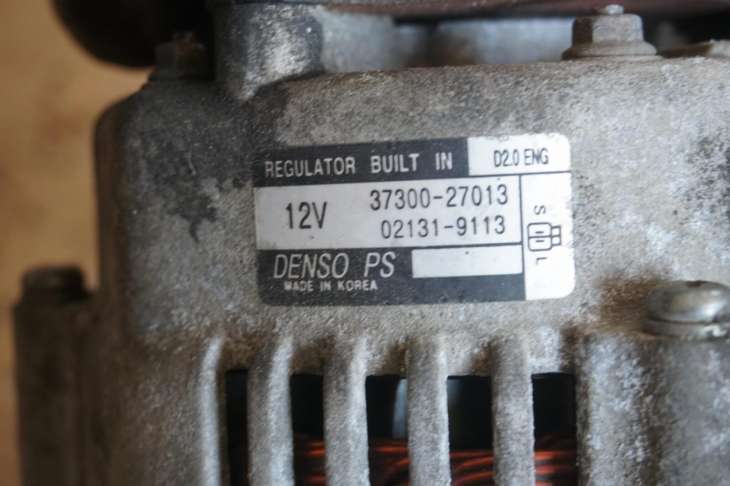 REGULATOR BUILT IN D2.0 ENG
12V 37300-27013
02131-9113
S
L
DENSO PS
MADE IN KOREA